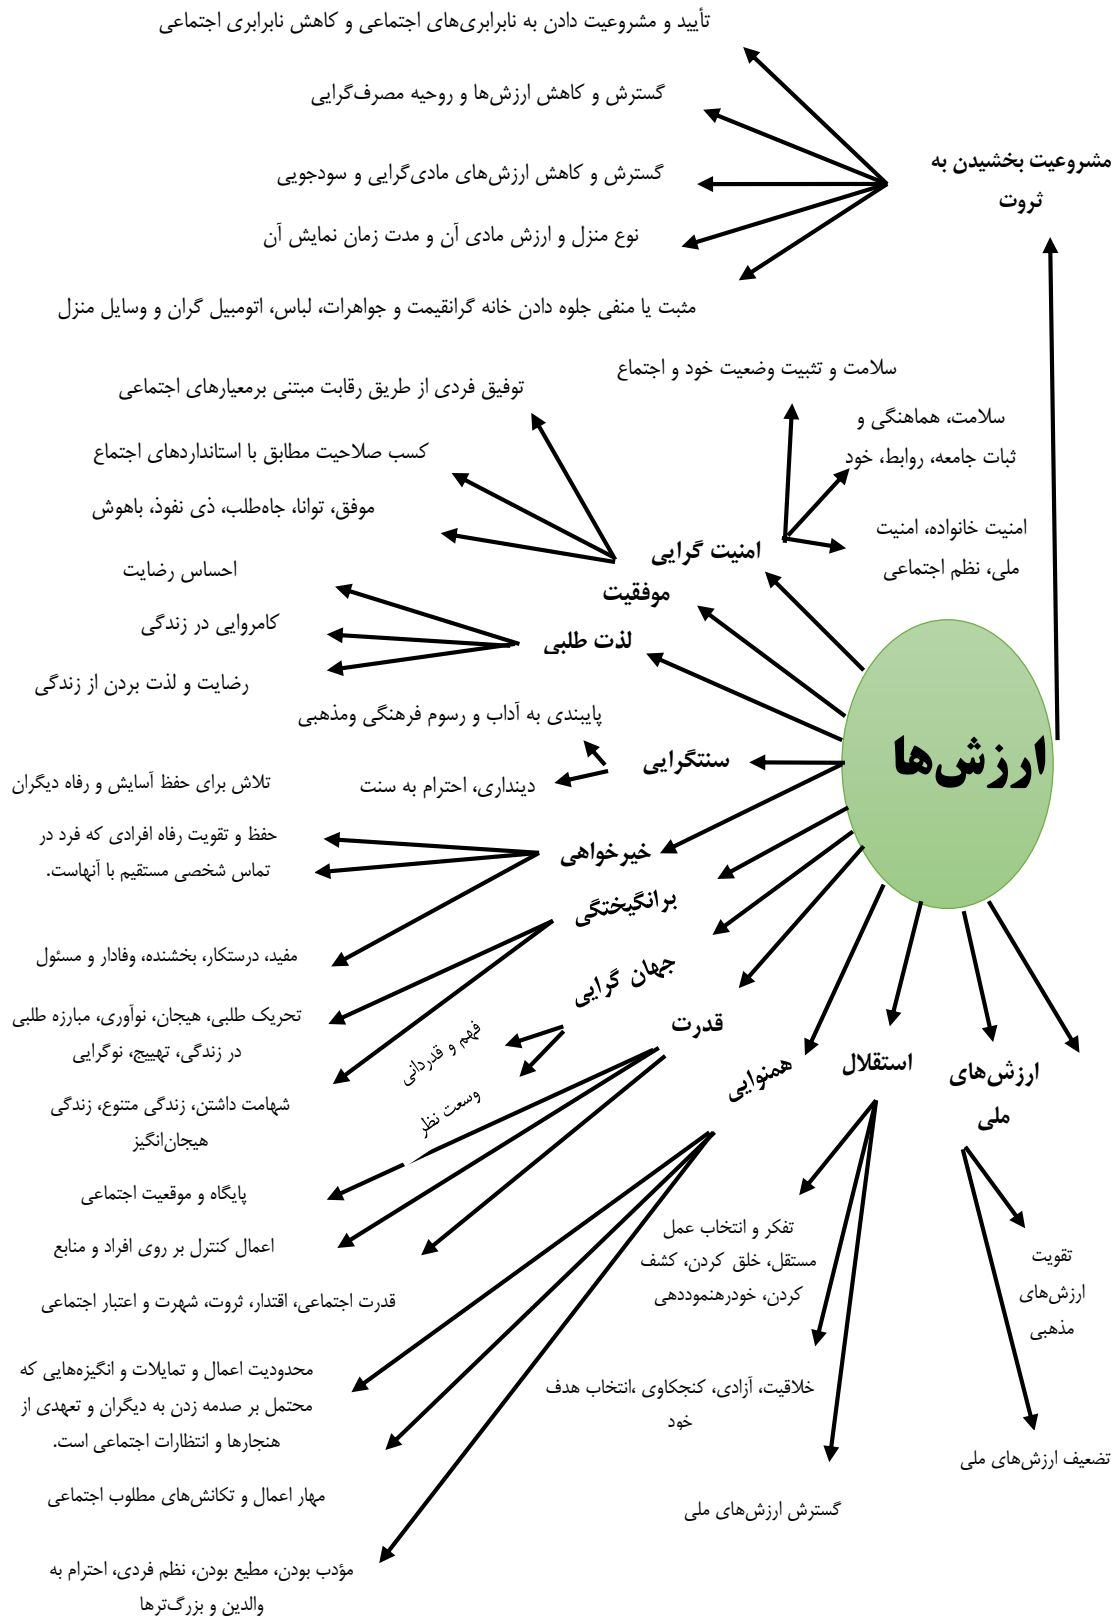 تأیید و مشروعیت دادن به نابرابری‌های اجتماعی و کاهش نابرابری اجتماعی
گسترش و کاهش ارزش‌ها و روحیه مصرف‌گرایی
مشروعیت بخشیدن به
ثروت
گسترش و کاهش ارزش‌های مادی‌گرایی و سودجویی
نوع منزل و ارزش مادی آن و مدت زمان نمایش آن
مثبت یا منفی جلوه دادن خانه گرانقیمت و جواهرات، لباس، اتومبیل گران و وسایل منزل
سلامت و تثبیت وضعیت خود و اجتماع
سلامت، هماهنگی و
ثبات جامعه، روابط، خود
امنیت خانواده، امنیت
ملی، نظم اجتماعی
امنیت گرایی
توفیق فردی از طریق رقابت مبتنی برمعیارهای اجتماعی
کسب صلاحیت مطابق با استانداردهای اجتماع
موفق، توانا، جاه‌طلب، ذی نفوذ، باهوش
موفقیت
احساس رضایت
کامروایی در زندگی
رضایت و لذت بردن از زندگی
لذت طلبی
ارزش‌ها
پایبندی به آداب و رسوم فرهنگی ومذهبی
سنتگرایی
دینداری، احترام به سنت
تلاش برای حفظ آسایش و رفاه دیگران
حفظ و تقویت رفاه افرادی که فرد در
تماس شخصی مستقیم با آنهاست.
خیرخواهی
مفید، درستکار، بخشنده، وفادار و مسئول
برانگیختگی
تحریک طلبی، هیجان، نوآوری، مبارزه طلبی
در زندگی، تهییج، نوگرایی
شهامت داشتن، زندگی متنوع، زندگی
هیجان‌انگیز
جهان گرایی
فهم و قدردانی
وسعت نظر
قدرت
پایگاه و موقعیت اجتماعی
اعمال کنترل بر روی افراد و منابع
قدرت اجتماعی، اقتدار، ثروت، شهرت و اعتبار اجتماعی
همنوایی
محدودیت اعمال و تمایلات و انگیزه‌هایی که
محتمل بر صدمه زدن به دیگران و تعهدی از
هنجارها و انتظارات اجتماعی است.
مهار اعمال و تکانش‌های مطلوب اجتماعی
مؤدب بودن، مطیع بودن، نظم فردی، احترام به
والدین و بزرگ‌ترها
استقلال
تفکر و انتخاب عمل
مستقل، خلق کردن، کشف
کردن، خودرهنموددهی
خلاقیت، آزادی، کنجکاوی ،انتخاب هدف
خود
گسترش ارزش‌های ملی
ارزش‌های
ملی
تقویت
ارزش‌های
مذهبی
تضعیف ارزش‌های ملی